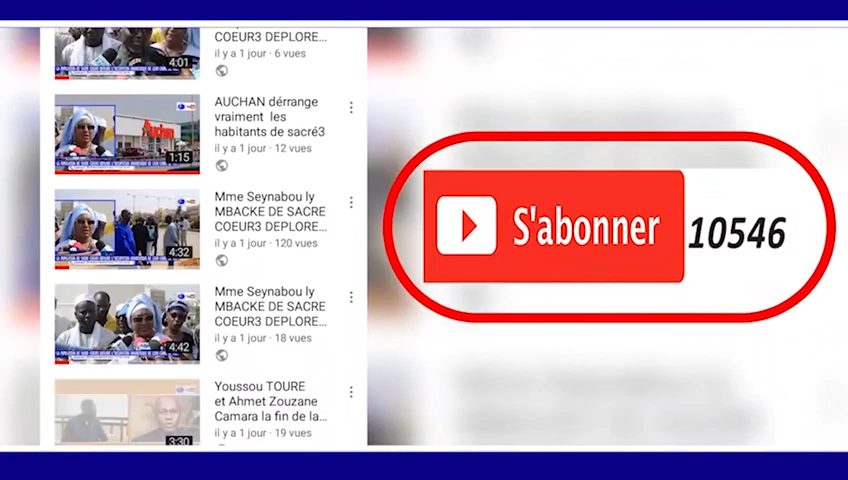 COEUR3 DEPLORE...
il y a 1 jour · 6 vues
4:01
AUCHAN dérrange
vraiment les
habitants de sacré3
il y a 1 jour · 12 vues
Auchan
1:15
Mme Seynabou ly
MBACKE DE SACRE
COEUR3 DEPLORE...
il y a 1 jour · 120 vues
4:32
Mme Seynabou ly
MBACKE DE SACRE
COEUR3 DEPLORE...
il y a 1 jour · 18 vues
4:42
Youssou TOURE
et Ahmet Zouzane
Camara la fin de la...
il y a 1 jour · 19 vues
3:30
S'abonner 10546